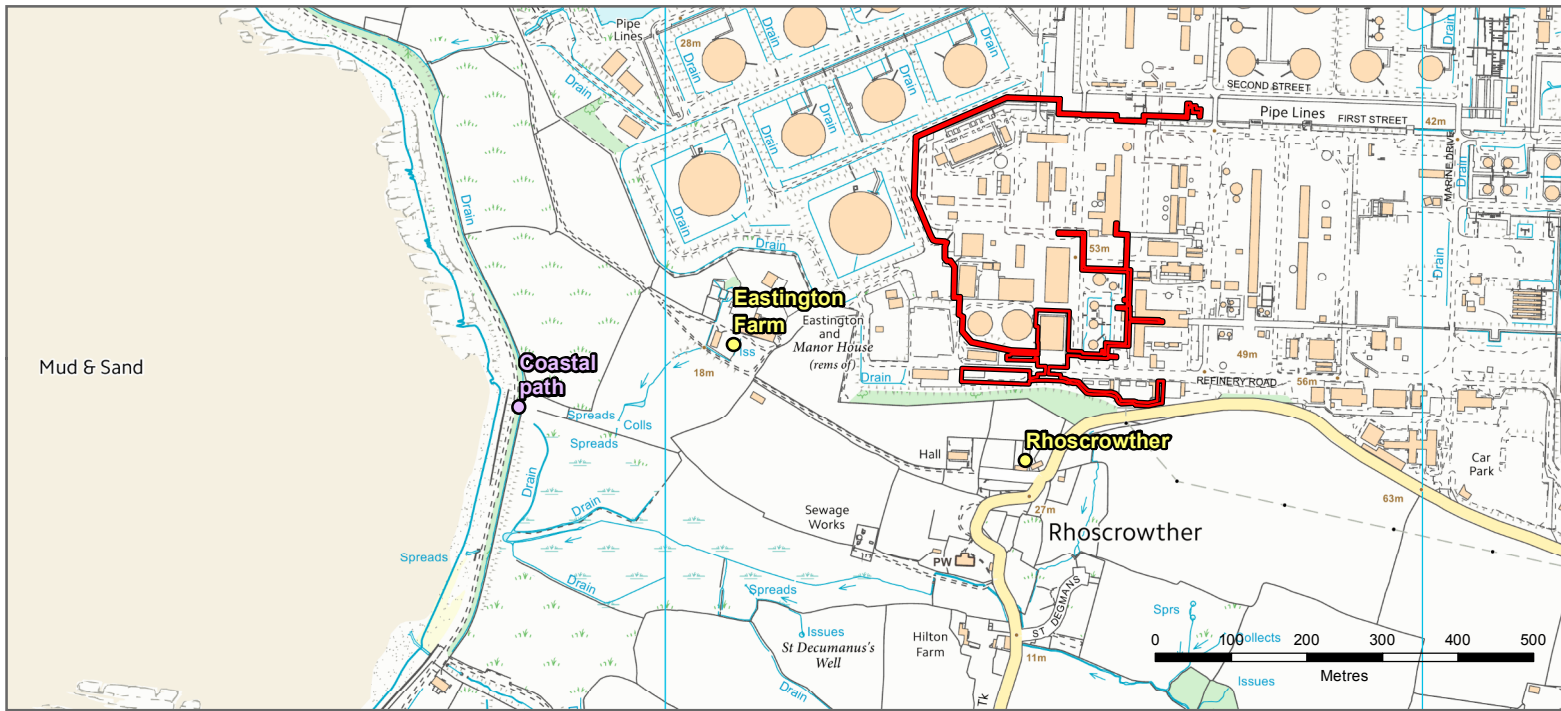 Pipe
Lines
28m
Drain
Drain
Drain
Drain
Drain
SECOND STREET
Pipe Lines
FIRST STREET
42m
Drain
Drain
Drain
MARINE DRIVE
Drain
Drain
Drain
Drain
53m
Drain
Eastington
Farm
Iss
Eastington
and
Manor House
(rems of)
18m
Mud & Sand
Coastal
path
Drain
49m
REFINERY ROAD
56m
Spreads
Colls
Spreads
Rhoscrowther
Hall
Car
Park
63m
Drain
Drain
Sewage
Works
27m
Rhoscrowther
Spreads
PW
Drain
Spreads
ST DEGMANS
Sprs
Issues
St Decumanus's
Well
Hilton
Farm
11m
Collects
0 100 200 300 400 500
Metres
Issues
Drain
Tk